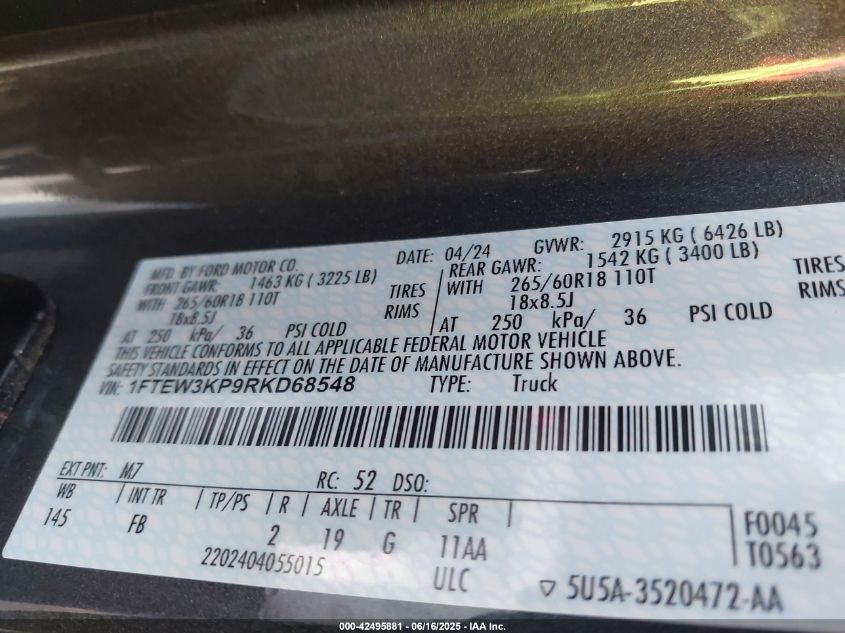 MFD. BY FORD MOTOR CO. DATE: 04/24 GVWR: 2915 KG ( 6426 LB)
FRONT GAWR: 1463 KG ( 3225 LB) REAR GAWR: 1542 KG ( 3400 LB)
WITH 265/60R18 110T TIRES WITH 265/60R18 110T TIRES
18x8.5J RIMS 18x8.5J RIMS
AT 250 kPa/ 36 PSI COLD AT 250 kPa/ 36 PSI COLD
THIS VEHICLE CONFORMS TO ALL APPLICABLE FEDERAL MOTOR VEHICLE
SAFETY STANDARDS IN EFFECT ON THE DATE OF MANUFACTURE SHOWN ABOVE.
VIN: 1FTEW3KP9RKD68548 TYPE: Truck
EXT PNT: M7 RC: 52 DSO:
WB | INT TR | TP/PS | R | AXLE | TR | SPR | F0045
145 FB 2 19 G 11AA T0563
2202404055015 ULC ▽ 5U5A-3520472-AA
000-42495881 - 06/16/2025 - IAA Inc.